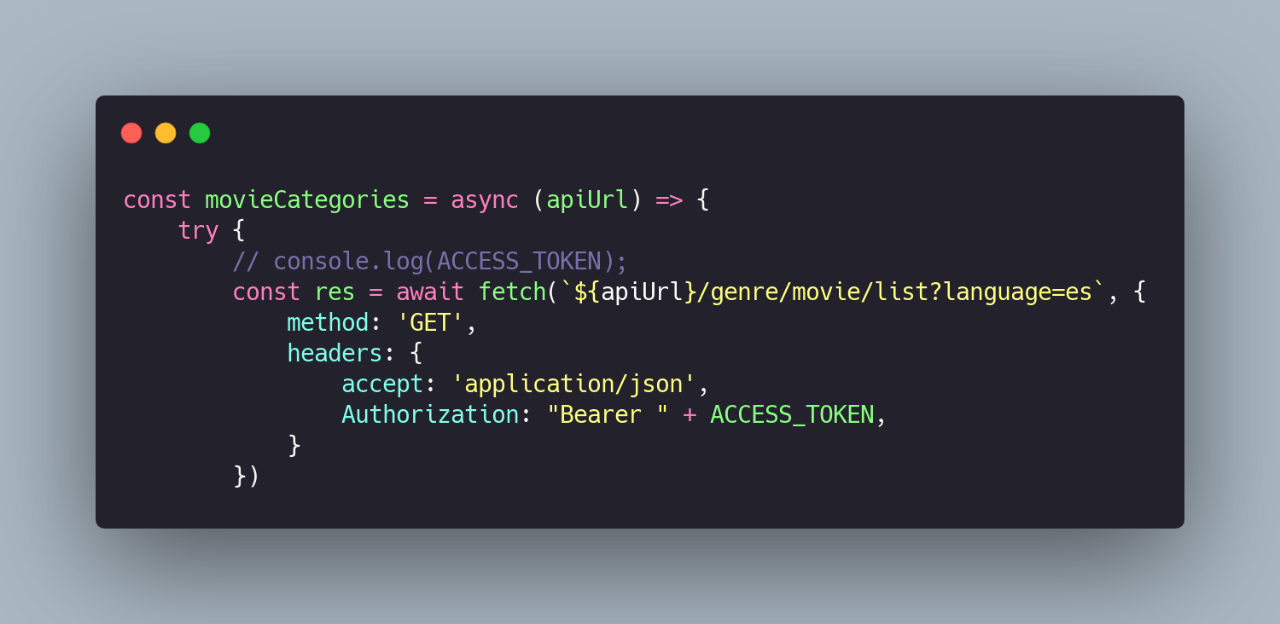 const movieCategories = async (apiUrl) => {
    try {
        // console.log(ACCESS_TOKEN);
        const res = await fetch(`${apiUrl}/genre/movie/list?language=es`, {
            method: 'GET',
            headers: {
                accept: 'application/json',
                Authorization: "Bearer " + ACCESS_TOKEN,
            }
        })